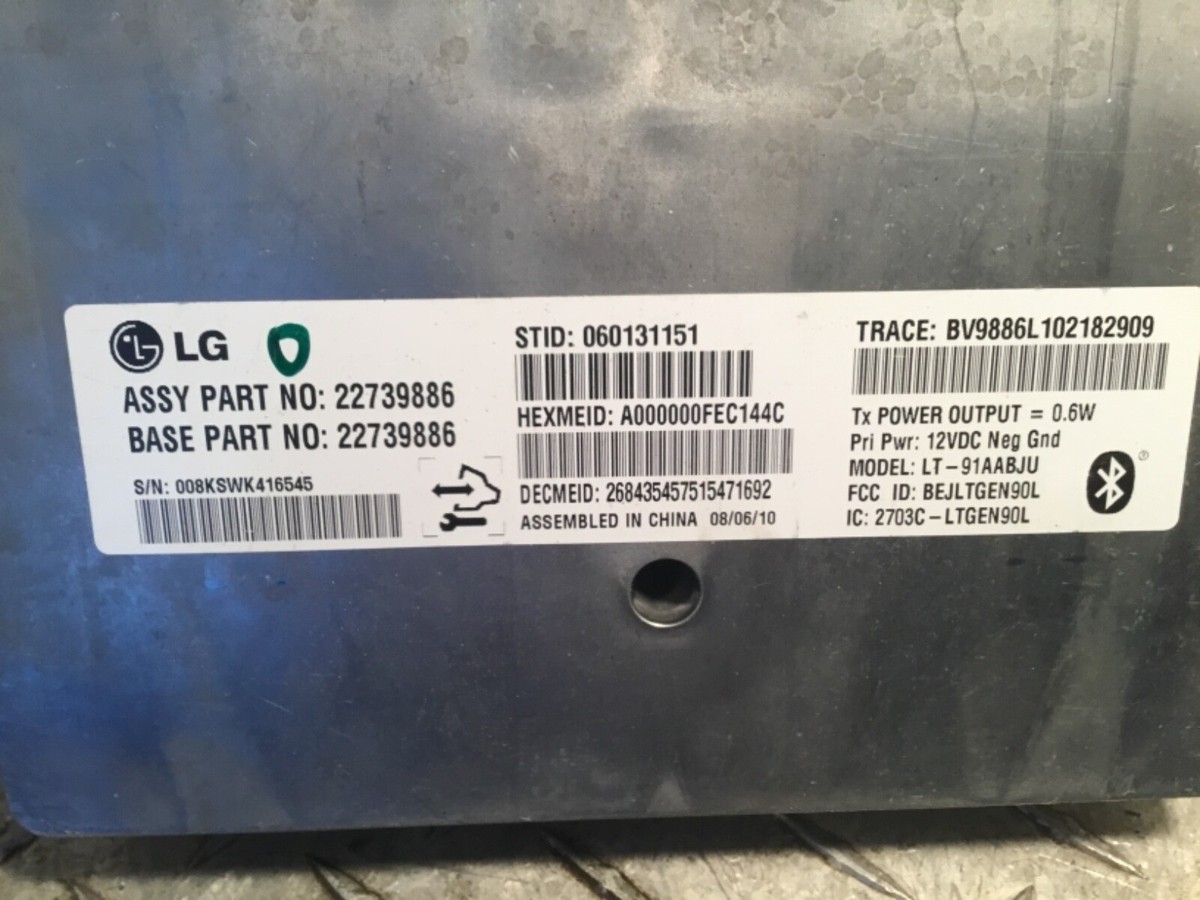 LG
ASSY PART NO: 22739886
BASE PART NO: 22739886
S/N: 008KSWK416545
STID: 060131151
HEXMEID: A000000FEC144C
DECMEID: 268435457515471692
ASSEMBLED IN CHINA 08/06/10
TRACE: BV9886L102182909
Tx POWER OUTPUT = 0.6W
Pri Pwr: 12VDC Neg Gnd
MODEL: LT-91AABJU
FCC ID: BEJLTGEN90L
IC: 2703C-LTGEN90L